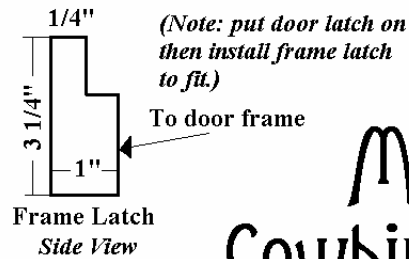 1/4"
(Note: put door latch on
then install frame latch
to fit.)
3 1/4"
To door frame
1"
Frame Latch
Side View